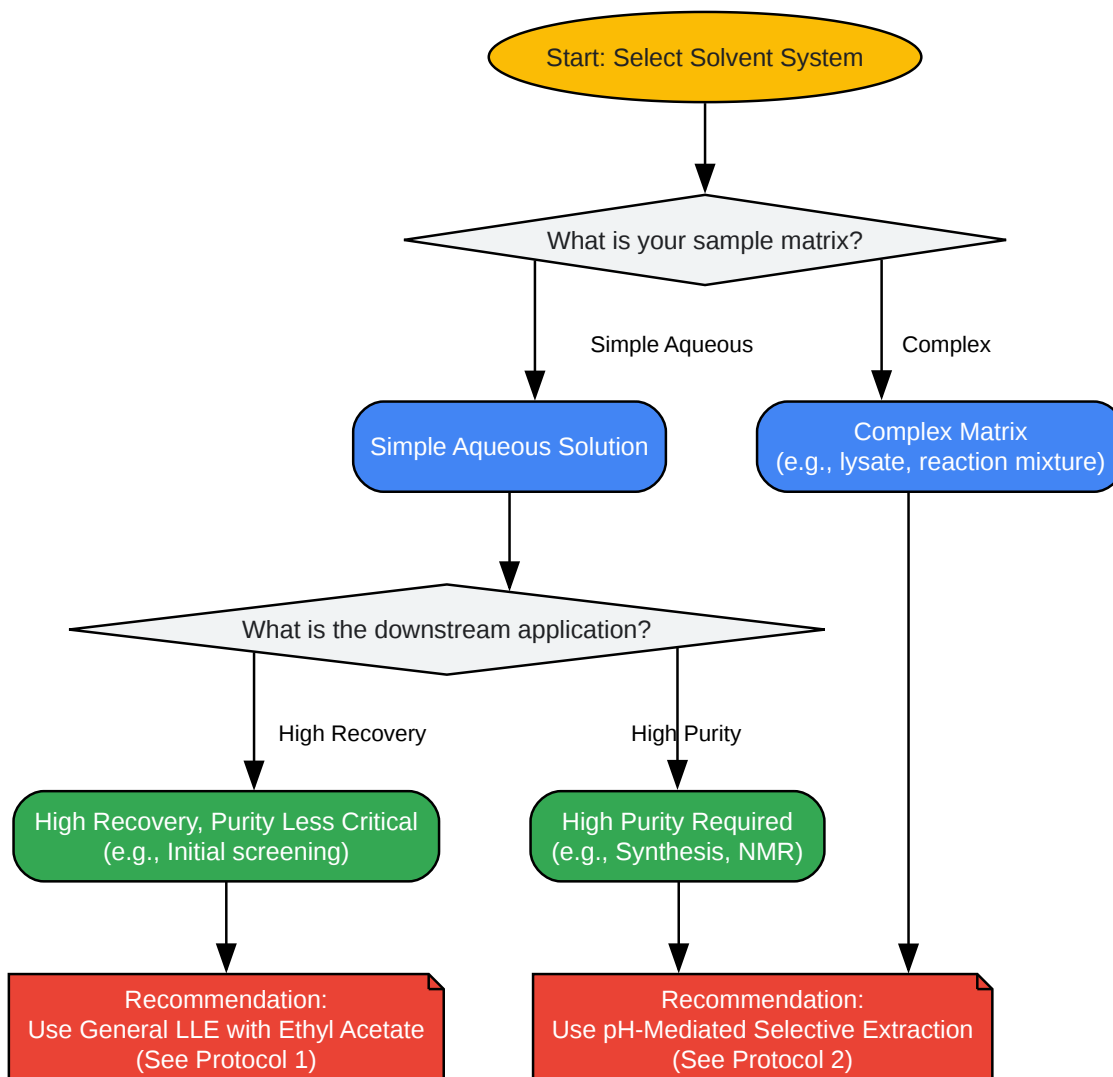 Start: Select Solvent System
What is your sample matrix?
Simple Aqueous
Complex
Simple Aqueous Solution
Complex Matrix
(e.g., lysate, reaction mixture)
What is the downstream application?
High Recovery
High Purity
High Recovery, Purity Less Critical
(e.g., Initial screening)
High Purity Required
(e.g., Synthesis, NMR)
Recommendation:
Use General LLE with Ethyl Acetate
(See Protocol 1)
Recommendation:
Use pH-Mediated Selective Extraction
(See Protocol 2)